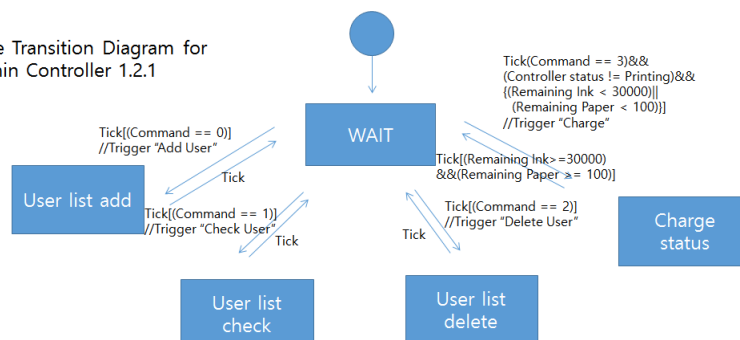 Transition Diagram for
Controller 1.2.1
Tick(Command == 3)&&
(Controller status != Printing)&&
{(Remaining Ink < 30000)||
(Remaining Paper < 100)}]
//Trigger "Charge"
WAIT
Tick[(Command == 0)]
//Trigger "Add User"
Tick
Tick[(Remaining Ink>=30000)
&&(Remaining Paper >= 100)]
User list add
Tick[(Command == 1)]
//Trigger "Check User"
Tick
Tick[(Command == 2)]
//Trigger "Delete User"
Tick
Charge
status
User list
check
User list
delete